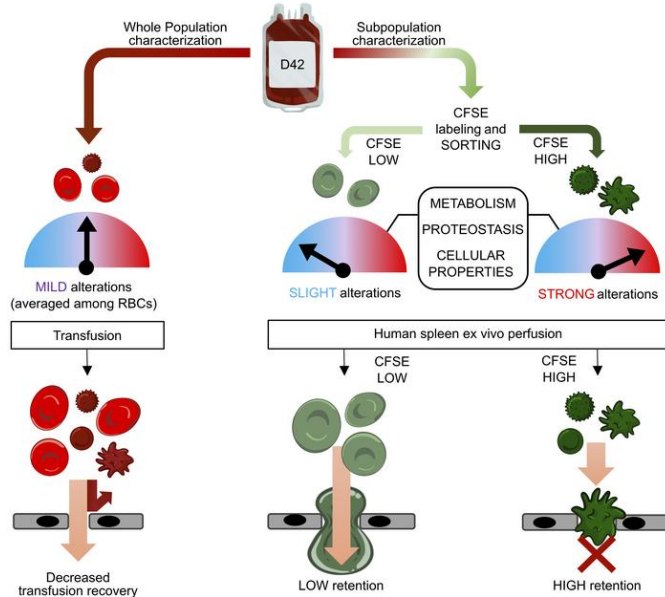 Whole Population
characterization
D42
Subpopulation
characterization
CFSE
labeling and
SORTING
CFSE
LOW
CFSE
HIGH
METABOLISM
PROTEOSTASIS
CELLULAR
PROPERTIES
MILD alterations
(averaged among RBCs)
SLIGHT alterations
STRONG alterations
Transfusion
Human spleen ex vivo perfusion
CFSE
LOW
CFSE
HIGH
Decreased
transfusion recovery
LOW retention
HIGH retention